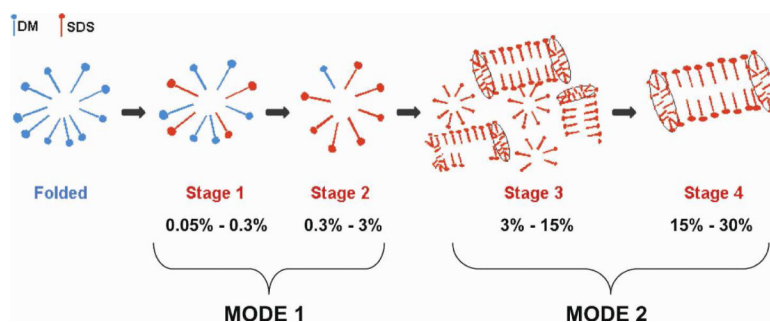 DM SDS
Folded Stage 1 Stage 2 Stage 3 Stage 4
0.05% - 0.3% 0.3% - 3% 3% - 15% 15% - 30%
MODE 1 MODE 2